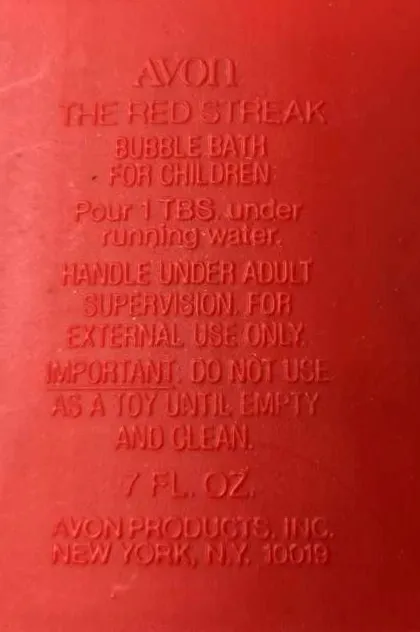 AVON
THE RED STREAK
BUBBLE BATH
FOR CHILDREN
Pour 1 TBS. under
running water.
HANDLE UNDER ADULT
SUPERVISION. FOR
EXTERNAL USE ONLY.
IMPORTANT: DO NOT USE
AS A TOY UNTIL EMPTY
AND CLEAN.
7 FL. OZ.
AVON PRODUCTS, INC.
NEW YORK, N.Y. 10019